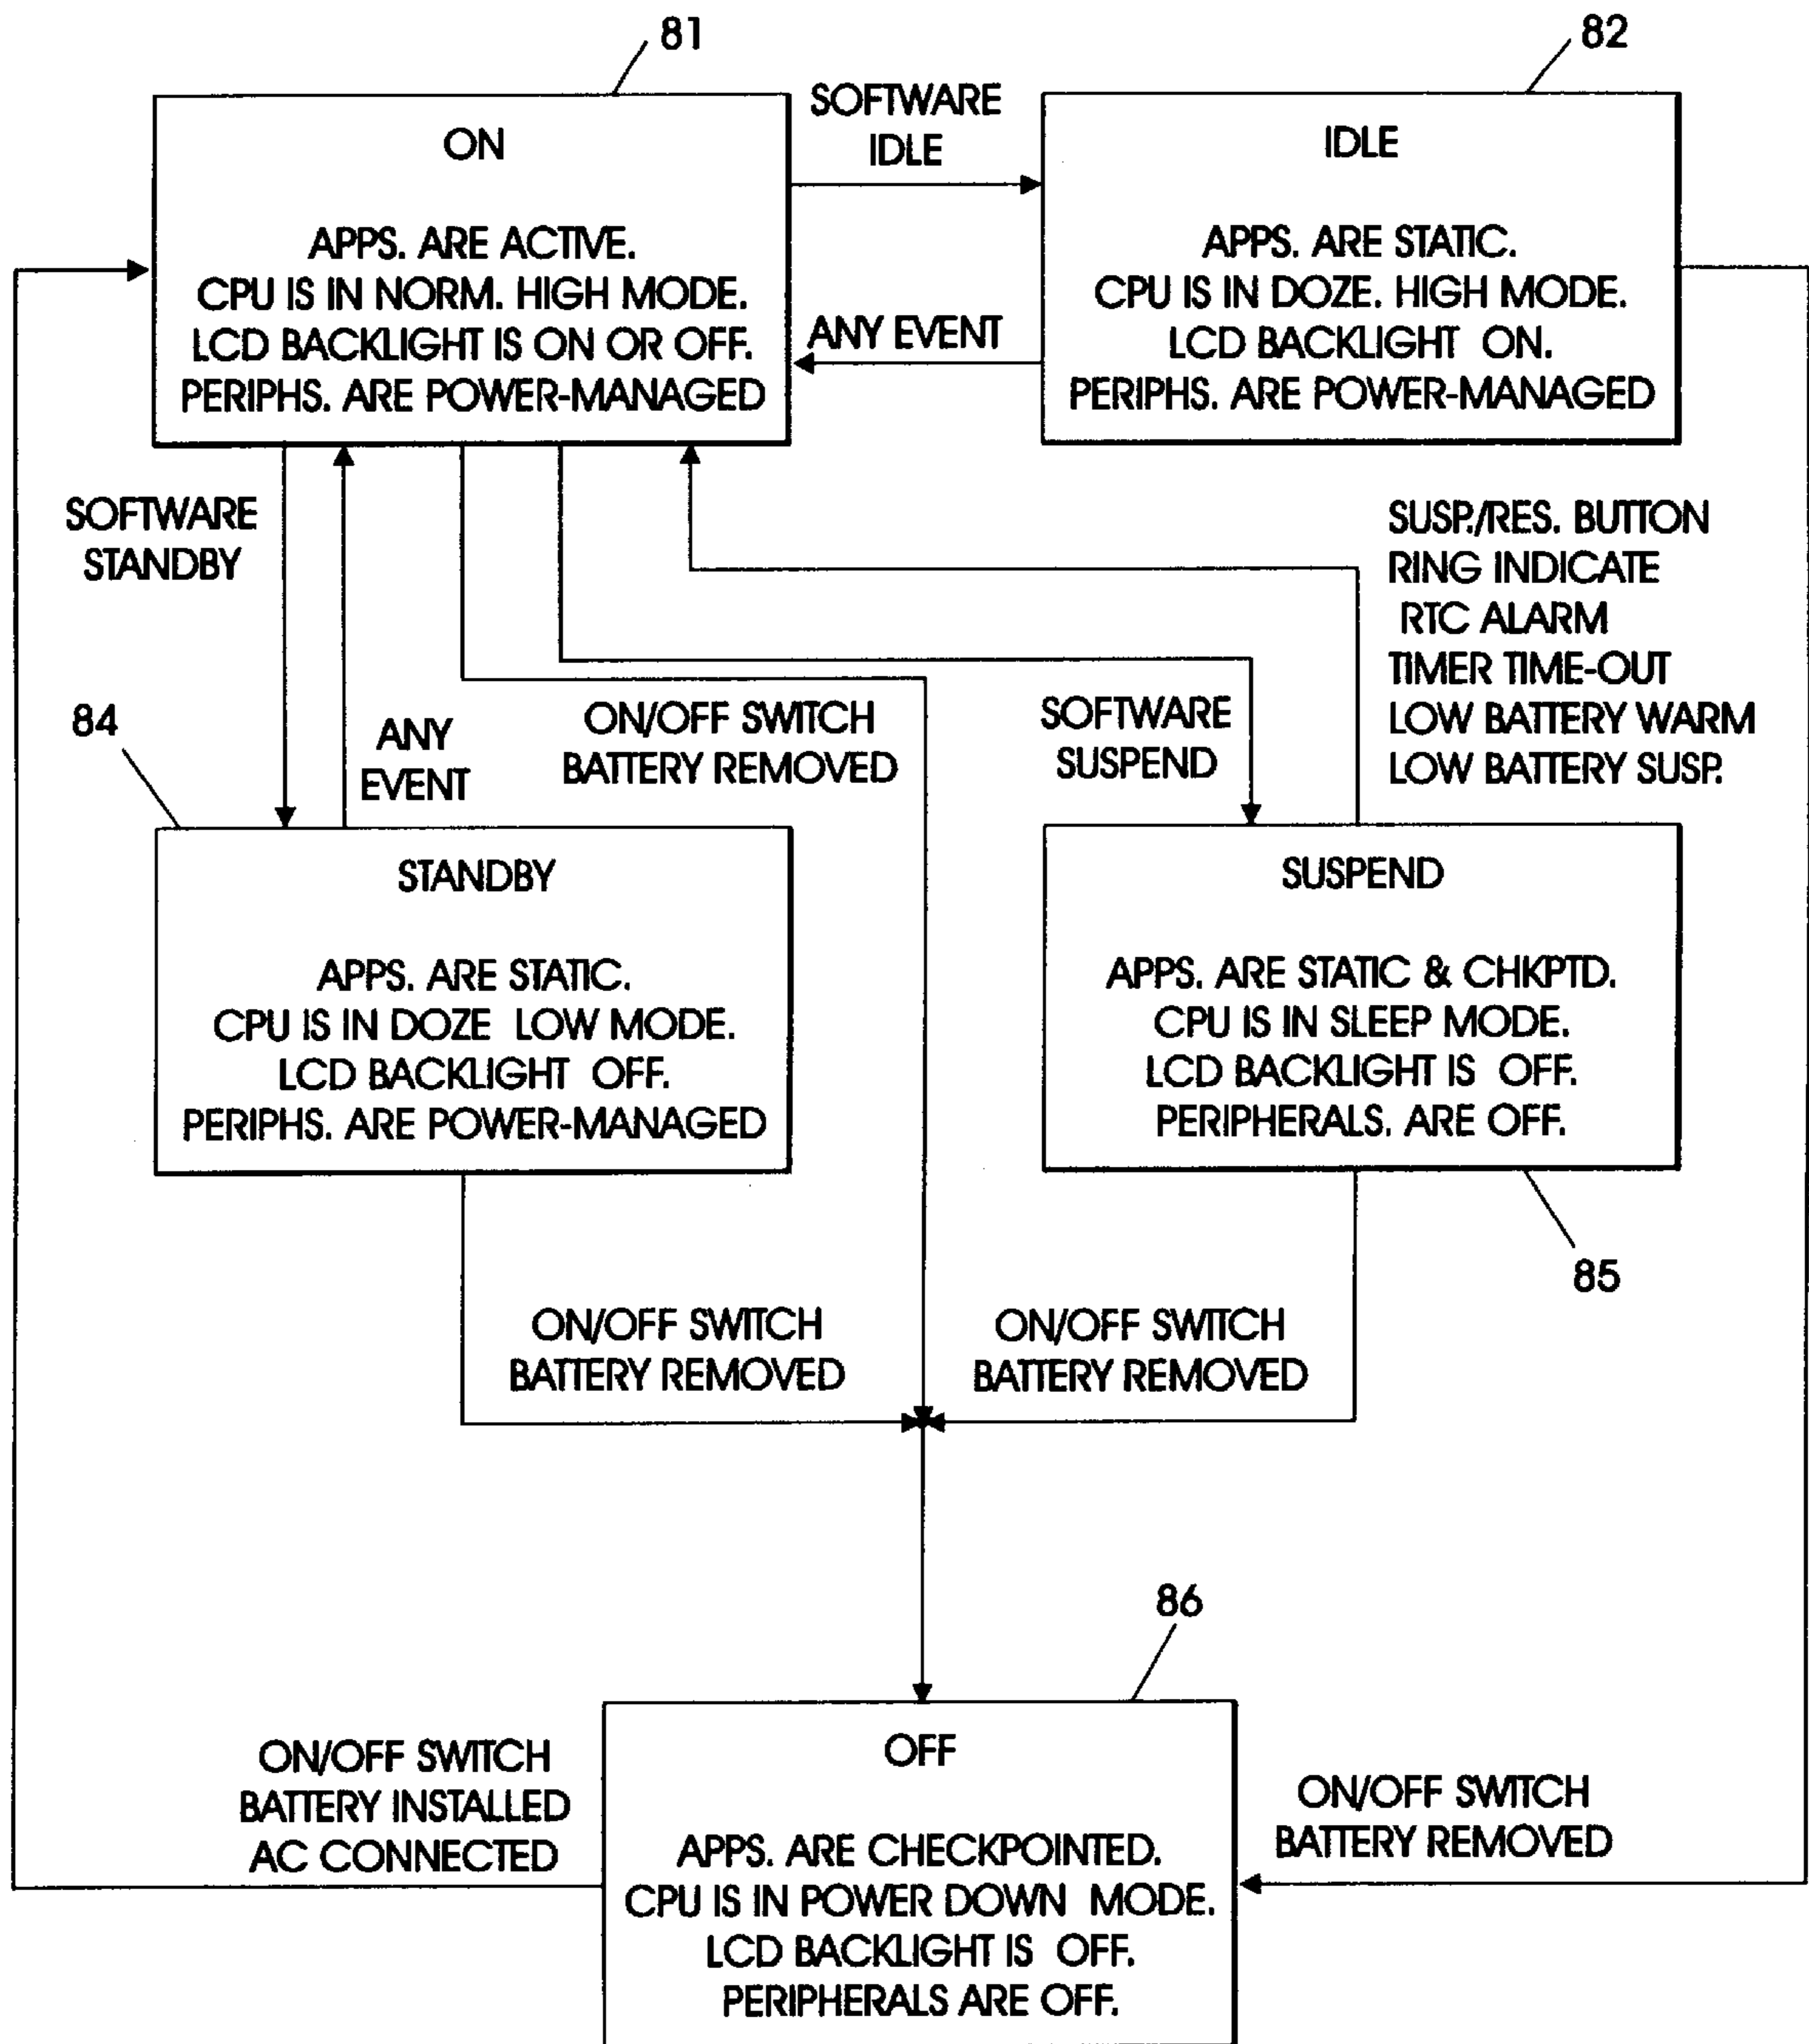 81
82
SOFTWARE
IDLE
ON
APPS. ARE ACTIVE.
CPU IS IN NORM. HIGH MODE.
LCD BACKLIGHT IS ON OR OFF.
PERIPHS. ARE POWER-MANAGED
IDLE
APPS. ARE STATIC.
CPU IS IN DOZE. HIGH MODE.
LCD BACKLIGHT ON.
PERIPHS. ARE POWER-MANAGED
ANY EVENT
SOFTWARE
STANDBY
SUSP./RES. BUTTON
RING INDICATE
RTC ALARM
TIMER TIME-OUT
LOW BATTERY WARM
LOW BATTERY SUSP.
84
ANY
EVENT
ON/OFF SWITCH
BATTERY REMOVED
SOFTWARE
SUSPEND
STANDBY
APPS. ARE STATIC.
CPU IS IN DOZE LOW MODE.
LCD BACKLIGHT OFF.
PERIPHS. ARE POWER-MANAGED
SUSPEND
APPS. ARE STATIC & CHKPTD.
CPU IS IN SLEEP MODE.
LCD BACKLIGHT IS OFF.
PERIPHERALS. ARE OFF.
85
ON/OFF SWITCH
BATTERY REMOVED
ON/OFF SWITCH
BATTERY REMOVED
86
ON/OFF SWITCH
BATTERY INSTALLED
AC CONNECTED
OFF
APPS. ARE CHECKPOINTED.
CPU IS IN POWER DOWN MODE.
LCD BACKLIGHT IS OFF.
PERIPHERALS ARE OFF.
ON/OFF SWITCH
BATTERY REMOVED